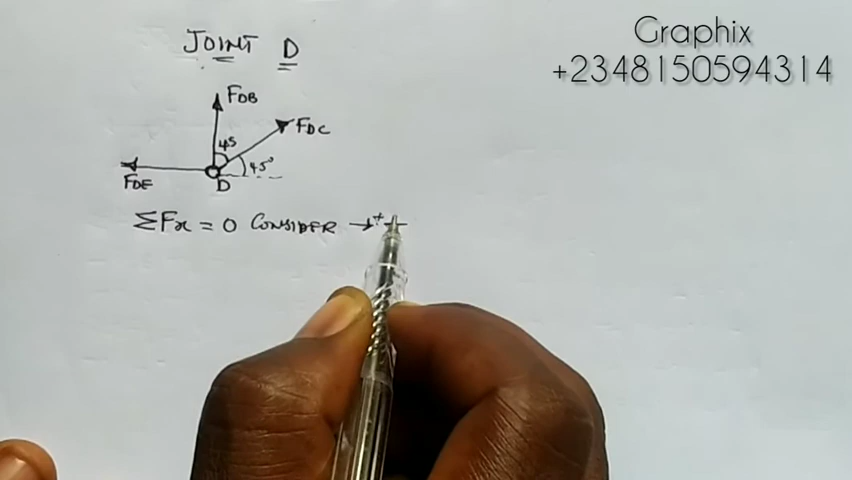 Graphix
+2348150594314
JOINT D
FDB
FDC
45
45°
FDE
D
ΣFx = 0 CONSIDER →+